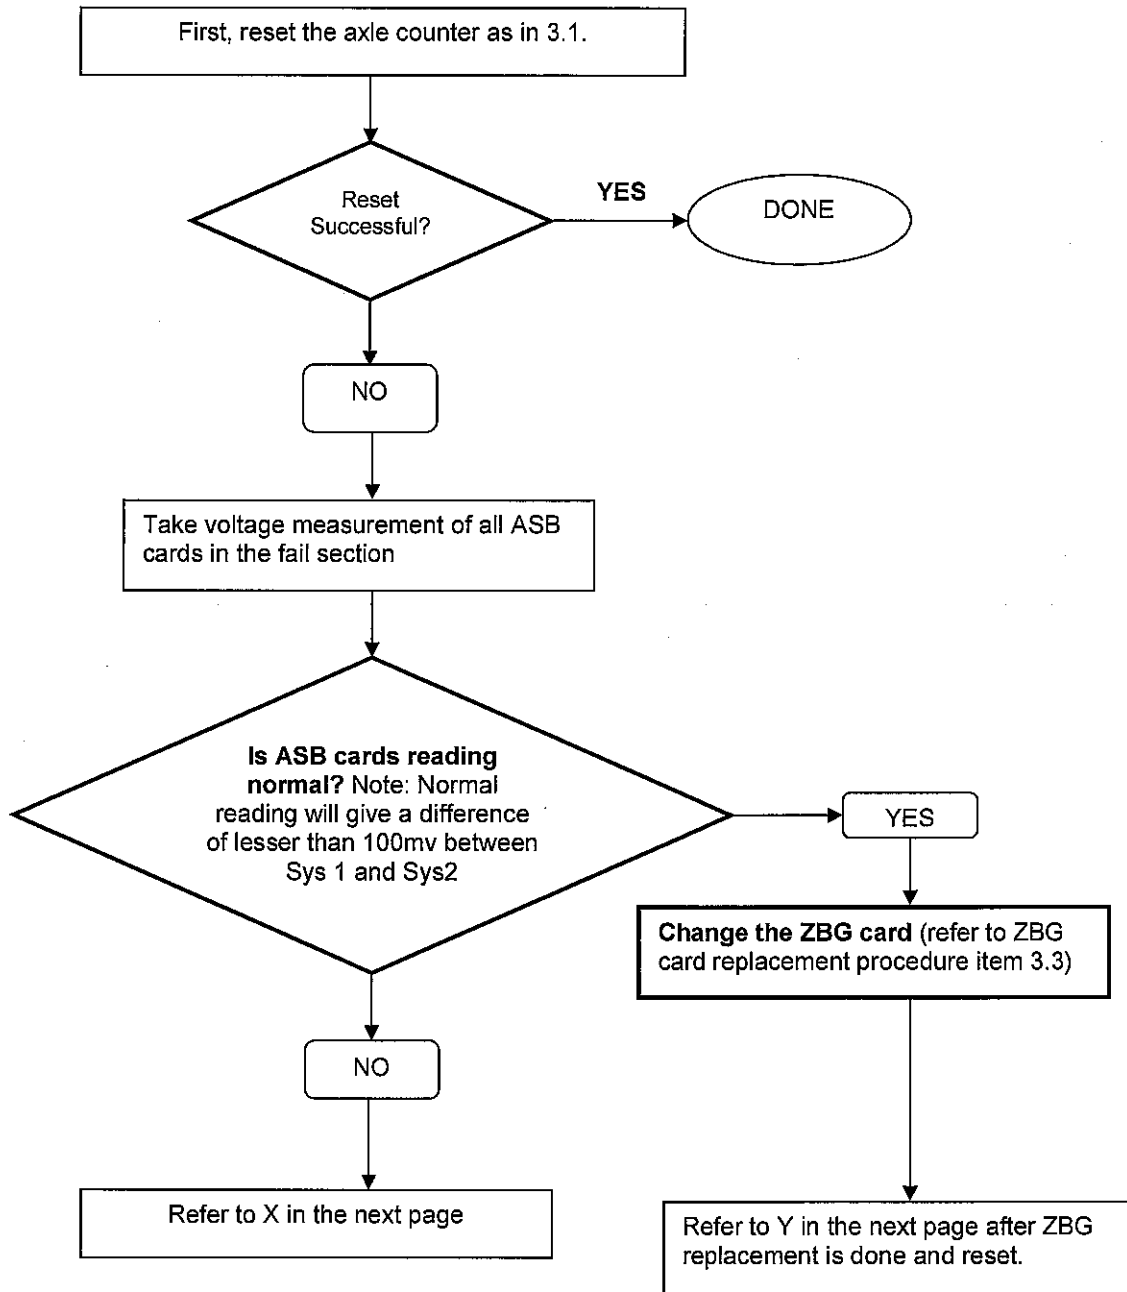 First, reset the axle counter as in 3.1.
Reset
Successful?
YES
DONE
NO
Take voltage measurement of all ASB
cards in the fail section
Is ASB cards reading
normal? Note: Normal
reading will give a difference
of lesser than 100mv between
Sys 1 and Sys2
YES
Change the ZBG card (refer to ZBG
card replacement procedure item 3.3)
NO
Refer to X in the next page
Refer to Y in the next page after ZBG
replacement is done and reset.